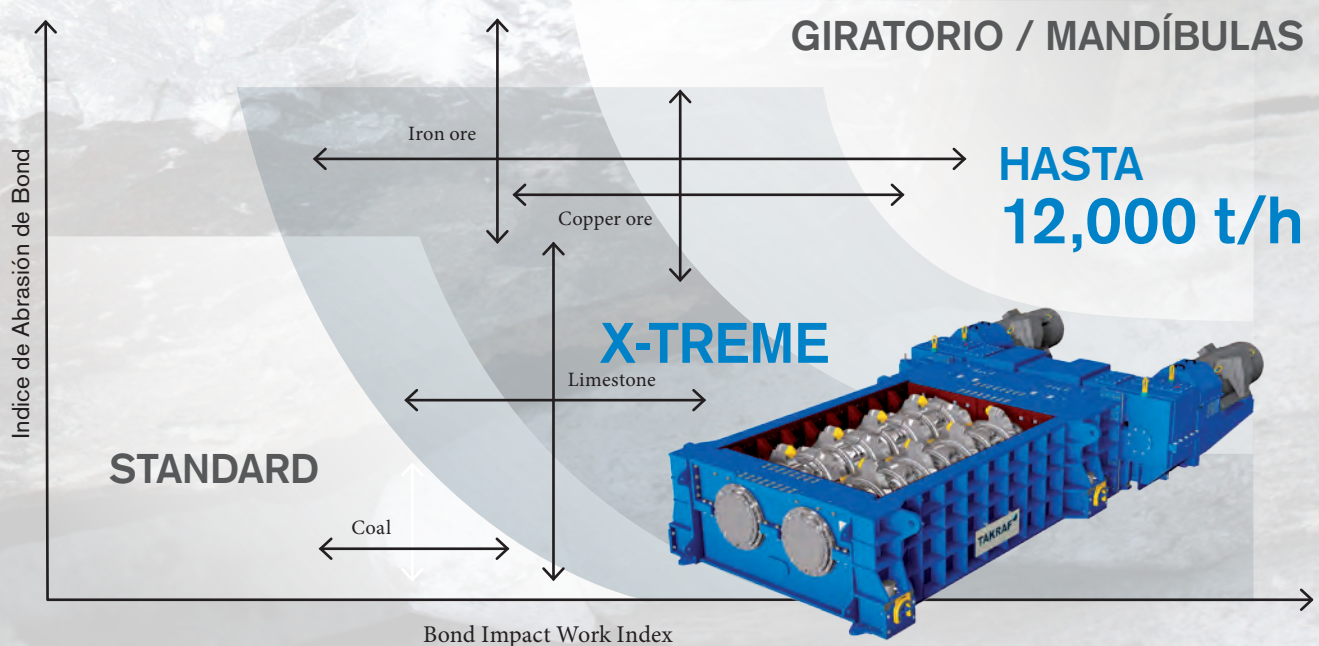 GIRATORIO / MANDÍBULAS
Iron ore
HASTA
12,000 t/h
Copper ore
Indice de Abrasión de Bond
X-TREME
Limestone
STANDARD
Coal
TAKRAF
Bond Impact Work Index